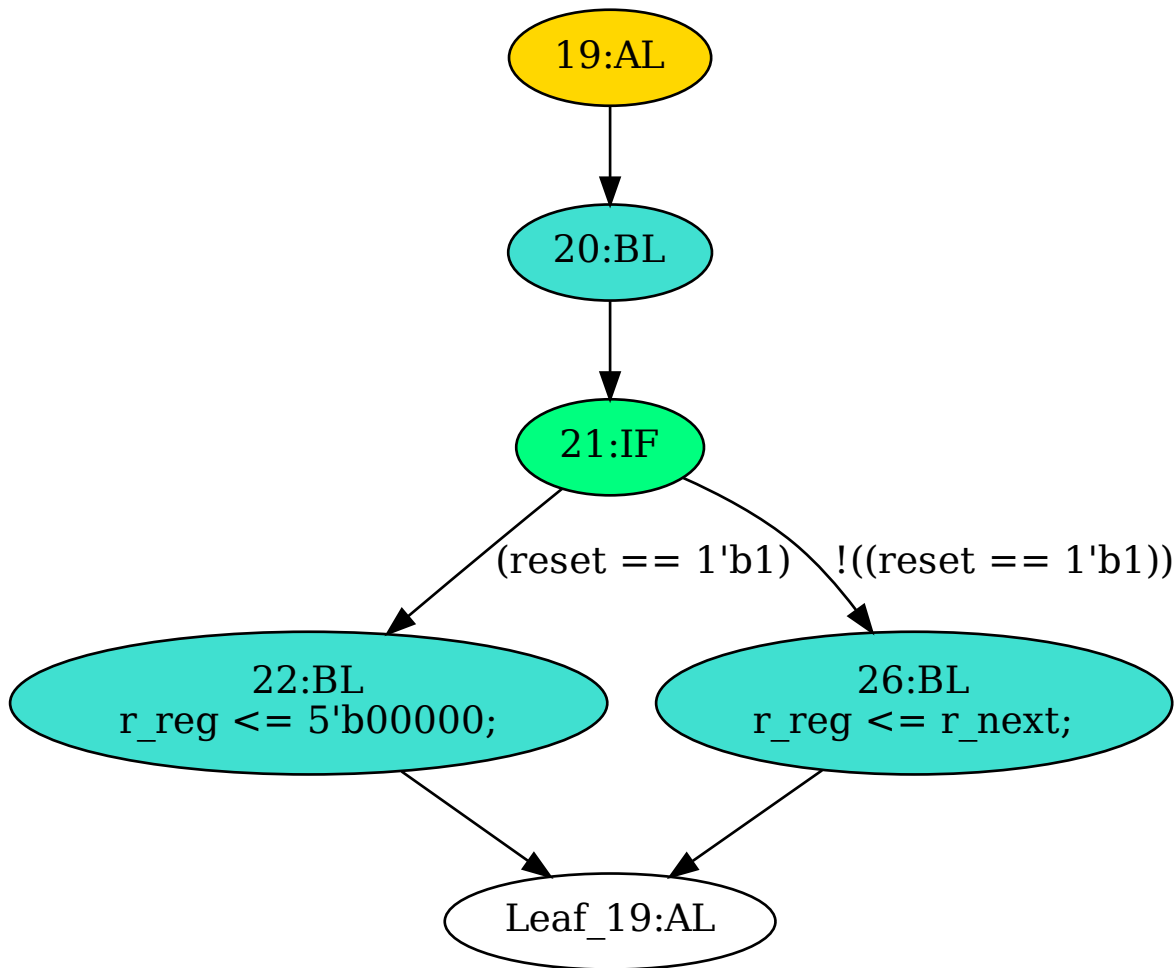 19:AL
20:BL
21:IF
(reset == 1'b1)
!((reset == 1'b1))
22:BL
r_reg <= 5'b00000;
26:BL
r_reg <= r_next;
Leaf_19:AL